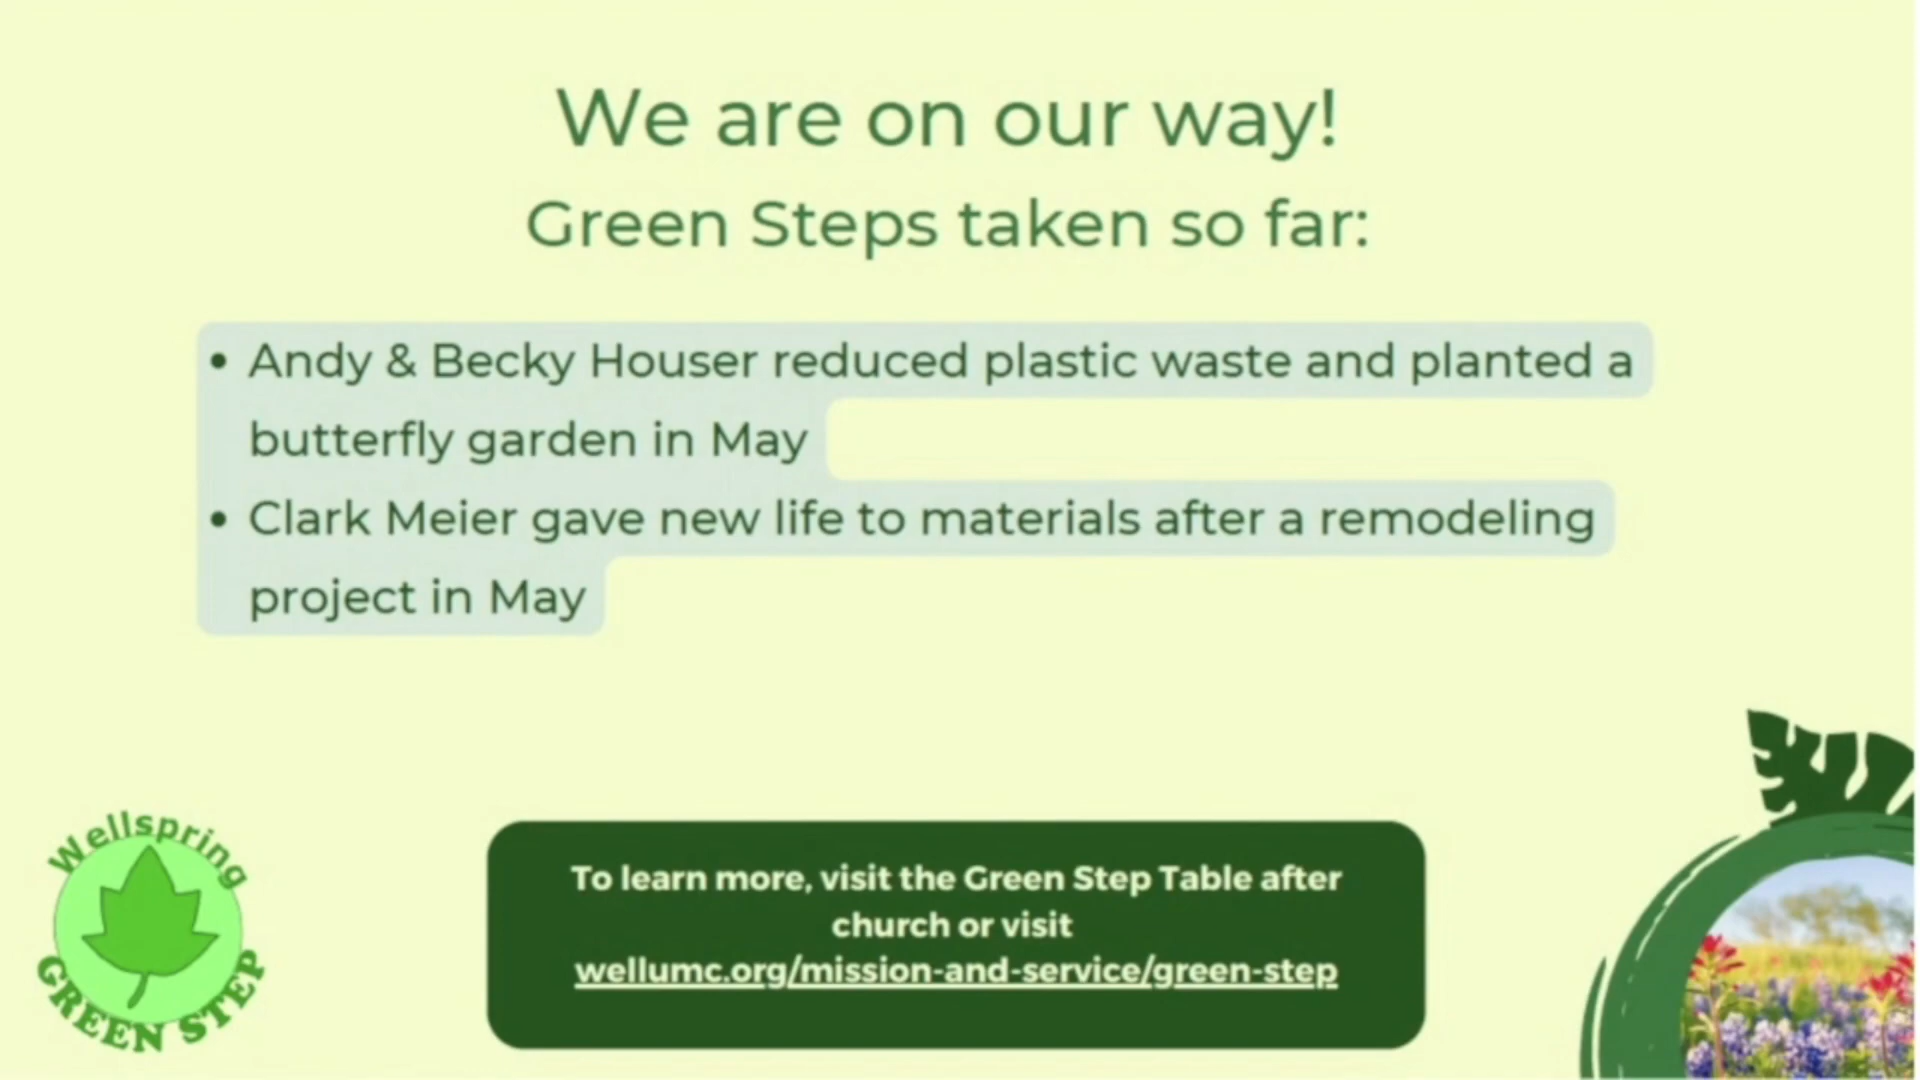 We are on our way!
Green Steps taken so far:
• Andy & Becky Houser reduced plastic waste and planted a
butterfly garden in May
• Clark Meier gave new life to materials after a remodeling
project in May
Wellspring
GREEN STEP
To learn more, visit the Green Step Table after
church or visit
wellumc.org/mission-and-service/green-step